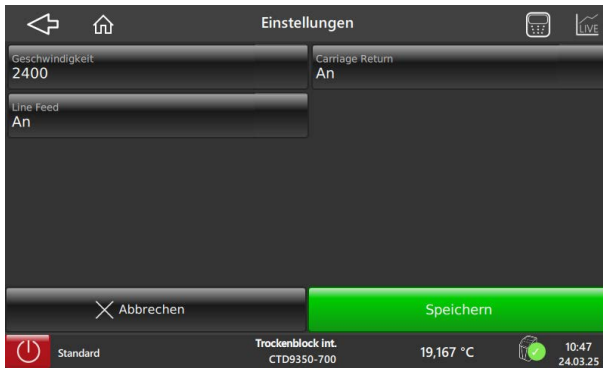 Einstellungen
LIVE
Geschwindigkeit
2400
Carriage Return
An
Line Feed
An
Abbrechen
Speichern
Standard
Trockenblock int.
CTD9350-700
19,167 °C
10:47
24.03.25